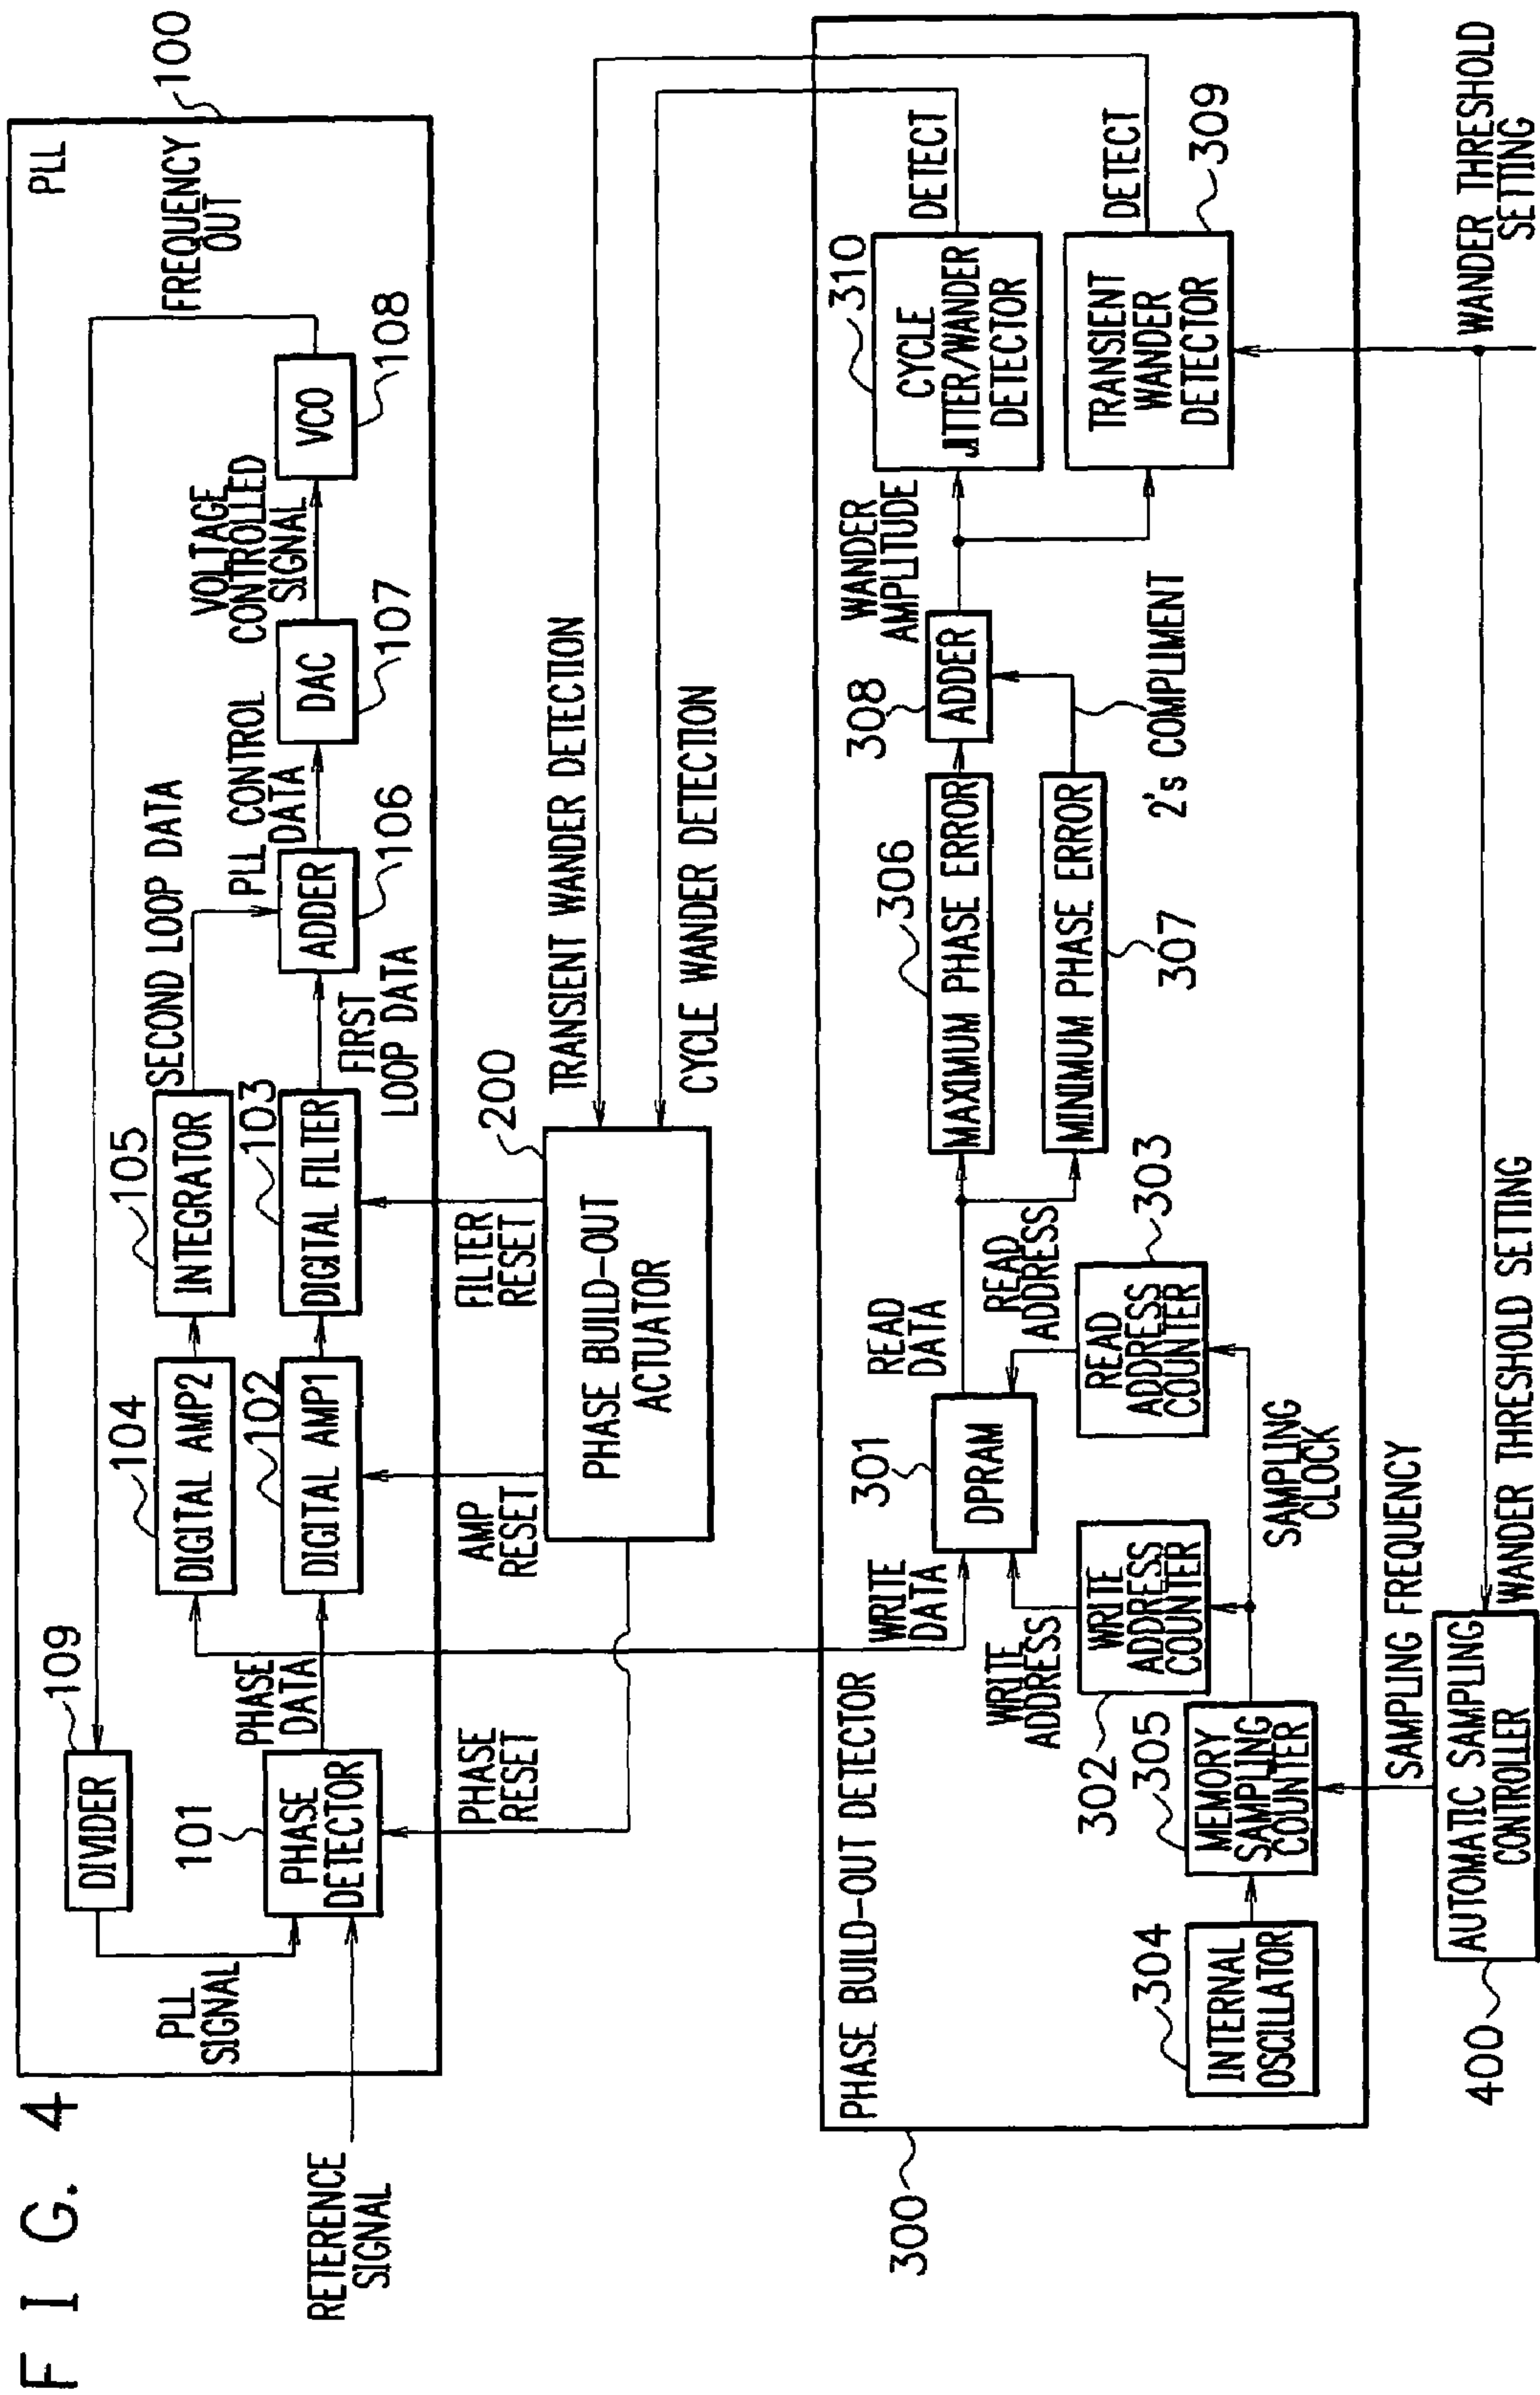 FIG. 4
PLL
100
DIVIDER
109
PLL
SIGNAL
RETERENCE
SIGNAL
101
PHASE
DETECTOR
PHASE
DATA
104
DIGITAL AMP2
102
DIGITAL AMP1
105
INTEGRATOR
103
DIGITAL FILTER
SECOND LOOP DATA
FIRST
LOOP DATA
ADDER
106
PLL CONTROL
DATA
DAC
107
VOLTAGE
CONTROLLED
SIGNAL
VCO
108
FREQUENCY
OUT
PHASE
RESET
AMP
RESET
FILTER
RESET
200
PHASE BUILD-OUT
ACTUATOR
TRANSIENT WANDER DETECTION
CYCLE WANDER DETECTION
300
PHASE BUILD-OUT DETECTOR
WRITE
DATA
301
DPRAM
READ
DATA
WRITE
ADDRESS
READ
ADDRESS
302
WRITE
ADDRESS
COUNTER
303
READ
ADDRESS
COUNTER
304
INTERNAL
OSCILLATOR
305
MEMORY
SAMPLING
COUNTER
SAMPLING
CLOCK
306
MAXIMUM PHASE ERROR
MINIMUM PHASE ERROR
307
308
ADDER
2's COMPLIMENT
WANDER
AMPLITUDE
310
CYCLE
JITTER/WANDER
DETECTOR
DETECT
TRANSIENT
WANDER
DETECTOR
DETECT
309
SAMPLING FREQUENCY
400
AUTOMATIC SAMPLING
CONTROLLER
WANDER THRESHOLD SETTING
WANDER THRESHOLD
SETTING